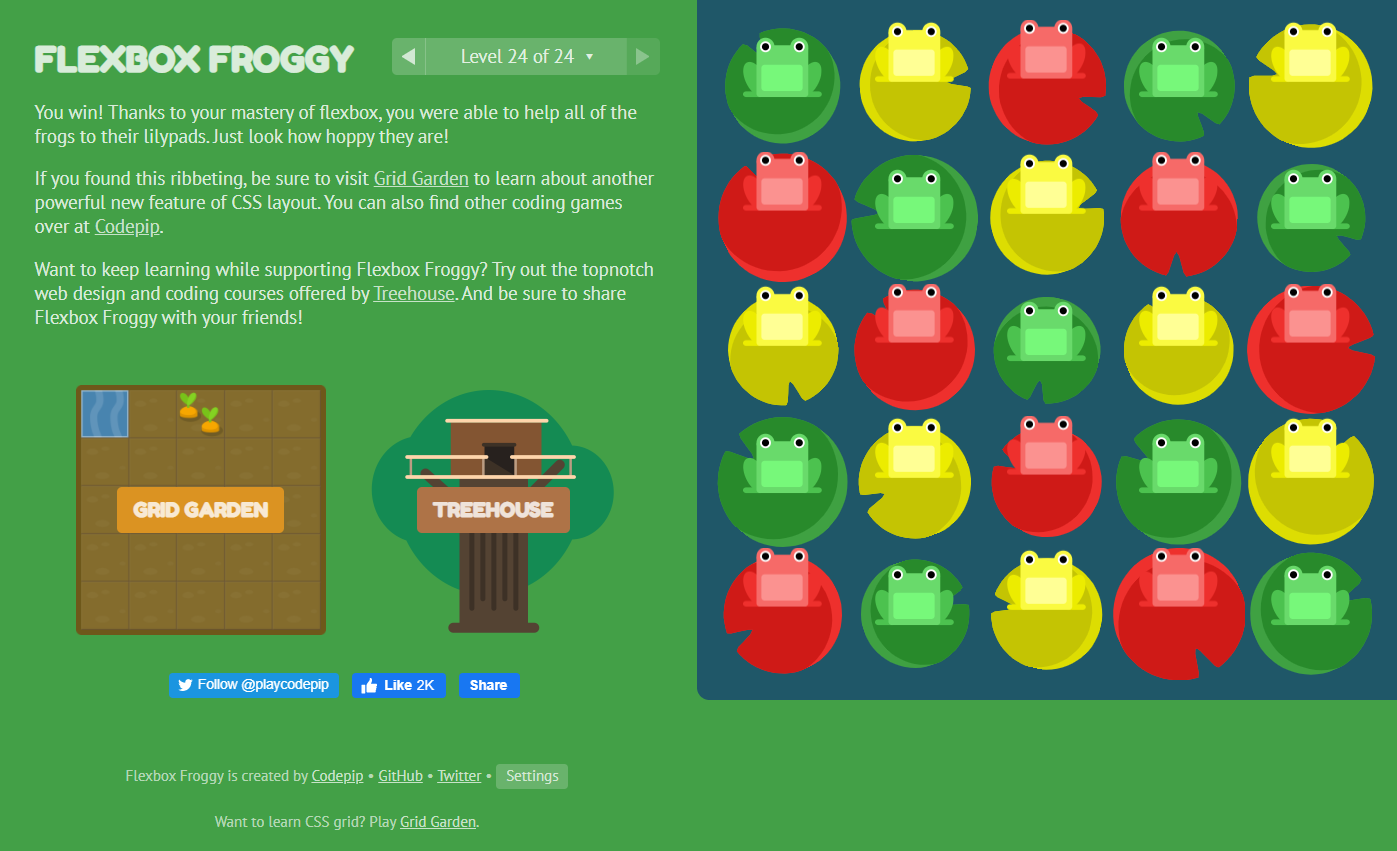 FLEXBOX FROGGY
Level 24 of 24
You win! Thanks to your mastery of flexbox, you were able to help all of the
frogs to their lilypads. Just look how hoppy they are!
If you found this ribbeting, be sure to visit Grid Garden to learn about another
powerful new feature of CSS layout. You can also find other coding games
over at Codepip.
Want to keep learning while supporting Flexbox Froggy? Try out the topnotch
web design and coding courses offered by Treehouse. And be sure to share
Flexbox Froggy with your friends!
GRID GARDEN
TREEHOUSE
Follow @playcodepip
Like 2K
Share
Flexbox Froggy is created by Codepip • GitHub • Twitter • Settings
Want to learn CSS grid? Play Grid Garden.